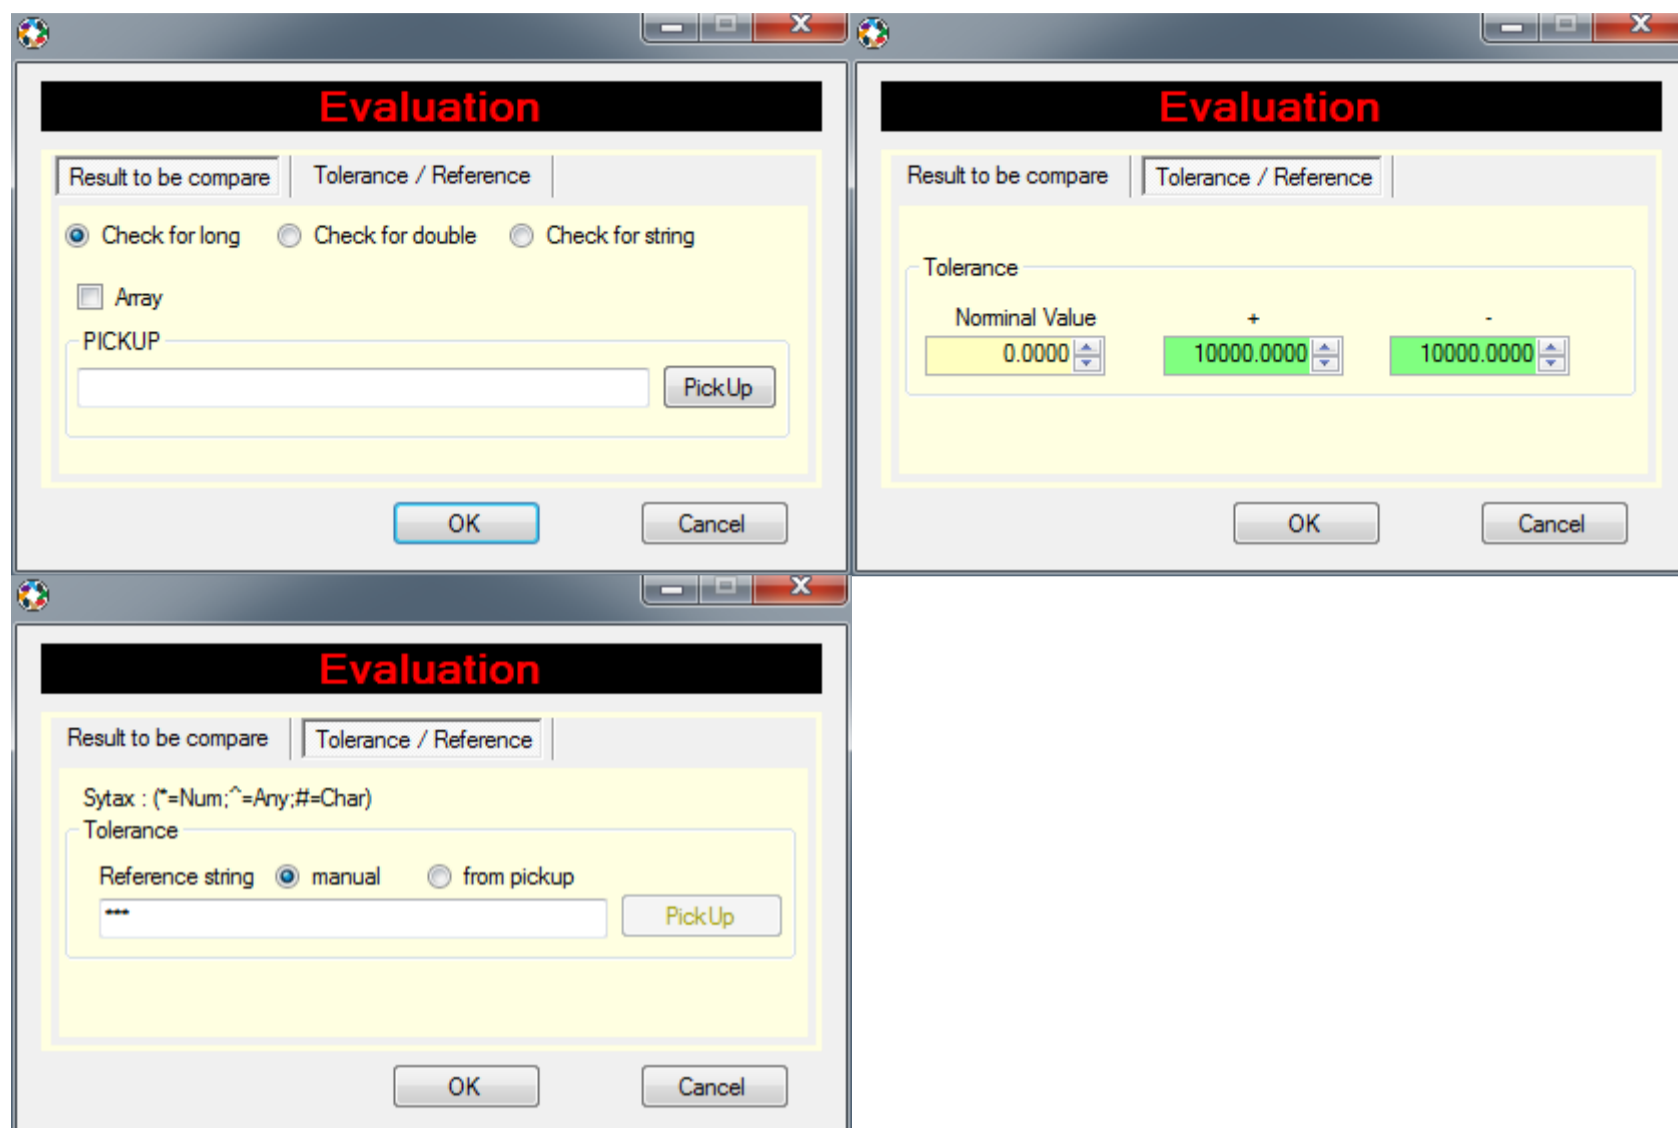 Evaluation
Result to be compare Tolerance / Reference
Check for long Check for double Check for string
Array
PICKUP
PickUp
OK Cancel
Evaluation
Result to be compare Tolerance / Reference
Tolerance
Norminal Value + -
0.0000 10000.0000 10000.0000
OK Cancel
Evaluation
Result to be compare Tolerance / Reference
Sytax : (*=Num;^=Any;#=Char)
Tolerance
Reference string manual from pickup
*** PickUp
OK Cancel